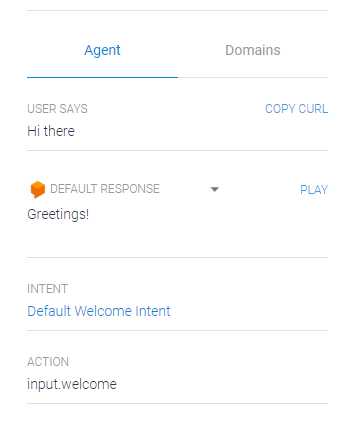 Agent Domains
USER SAYS COPY CURL
Hi there
DEFAULT RESPONSE PLAY
Greetings!
INTENT
Default Welcome Intent
ACTION
input.welcome